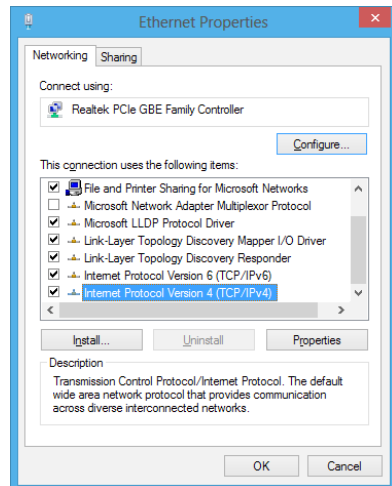 Ethernet Properties
Networking
Sharing
Connect using:
Realtek PCIe GBE Family Controller
Configure...
This connection uses the following items:
File and Printer Sharing for Microsoft Networks
Microsoft Network Adapter Multiplexor Protocol
Microsoft LLDP Protocol Driver
Link-Layer Topology Discovery Mapper I/O Driver
Link-Layer Topology Discovery Responder
Internet Protocol Version 6 (TCP/IPv6)
Internet Protocol Version 4 (TCP/IPv4)
Install...
Uninstall
Properties
Description
Transmission Control Protocol/Internet Protocol. The default
wide area network protocol that provides communication
across diverse interconnected networks.
OK
Cancel